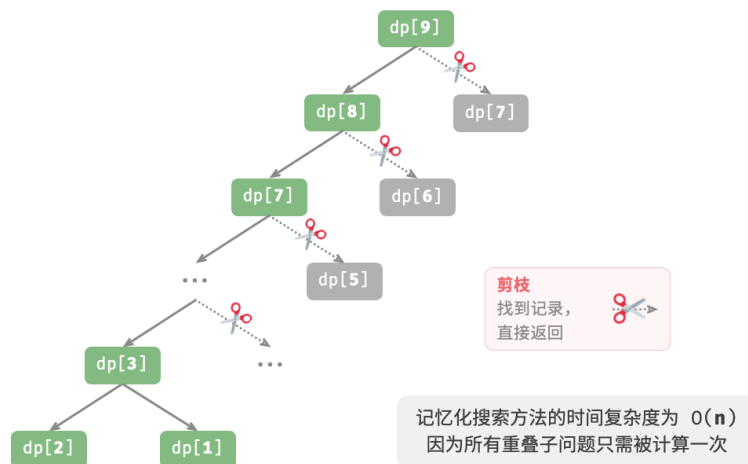 dp[9]
dp[8]
dp[7]
dp[7]
dp[6]
dp[5]
...
剪枝
找到记录，
直接返回
dp[3]
...
dp[2]
dp[1]
记忆化搜索方法的时间复杂度为 O(n)
因为所有重叠子问题只需被计算一次